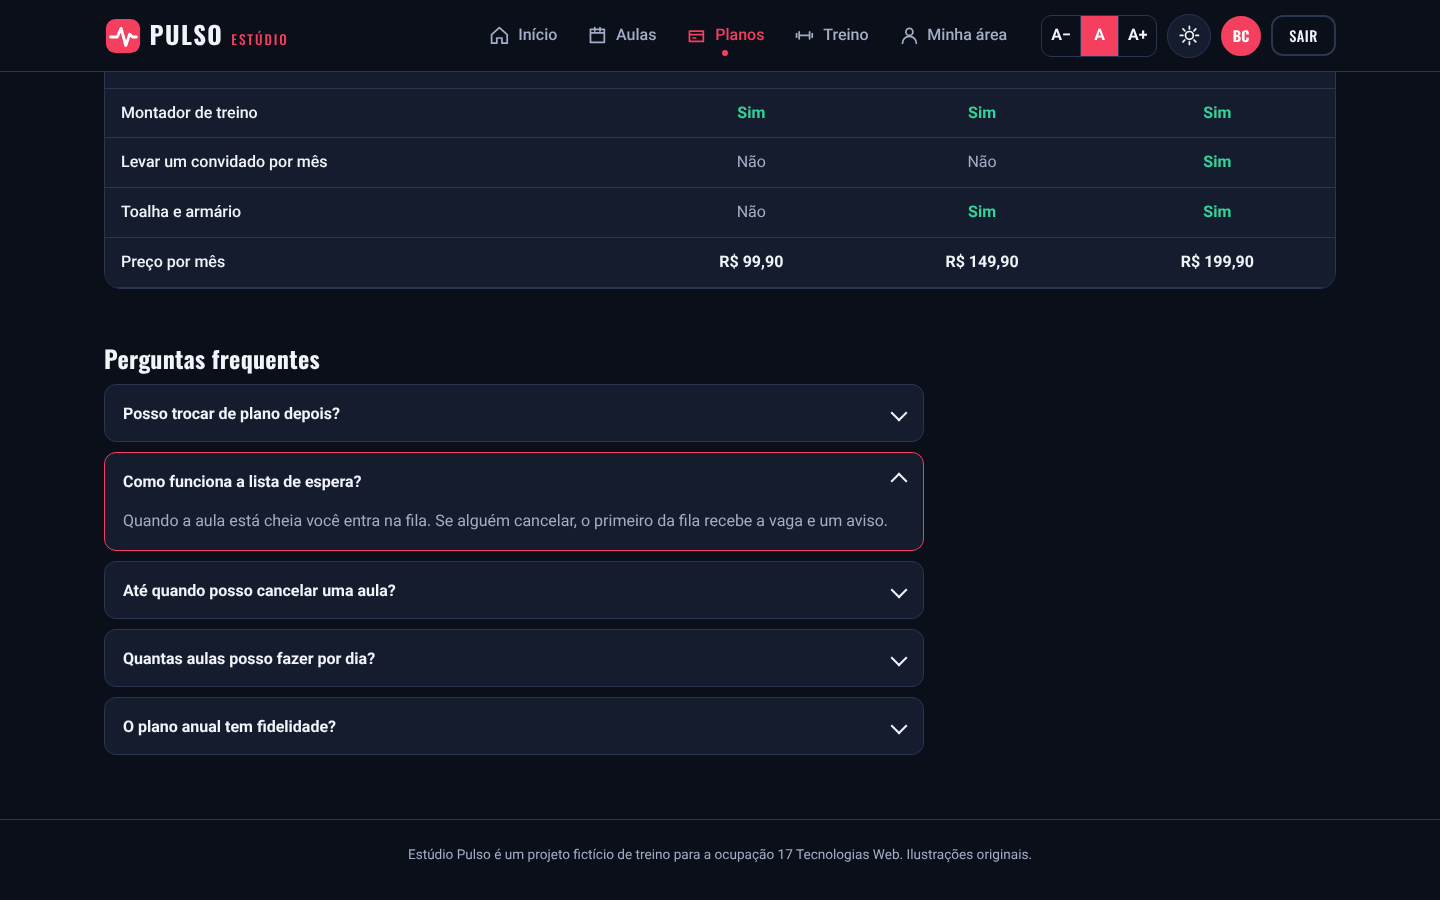 PULSO ESTÚDIO
Início
Aulas
Planos
Treino
Minha área
A− A A+
BC
SAIR
Montador de treino Sim Sim Sim
Levar um convidado por mês Não Não Sim
Toalha e armário Não Sim Sim
Preço por mês R$ 99,90 R$ 149,90 R$ 199,90
Perguntas frequentes
Posso trocar de plano depois?
Como funciona a lista de espera?
Quando a aula está cheia você entra na fila. Se alguém cancelar, o primeiro da fila recebe a vaga e um aviso.
Até quando posso cancelar uma aula?
Quantas aulas posso fazer por dia?
O plano anual tem fidelidade?
Estúdio Pulso é um projeto fictício de treino para a ocupação 17 Tecnologias Web. Ilustrações originais.